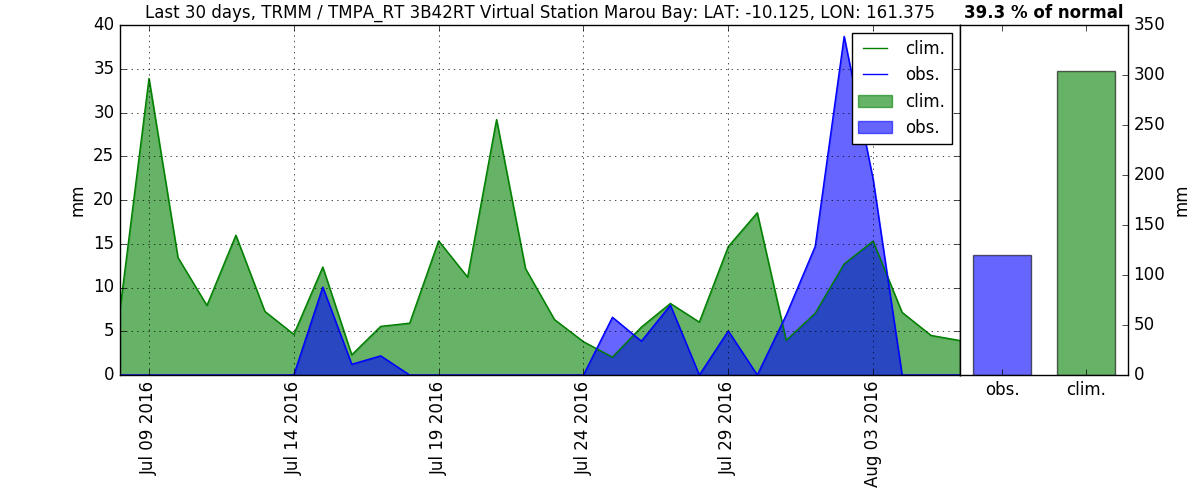 Last 30 days, TRMM / TMPA_RT 3B42RT Virtual Station Marou Bay: LAT: -10.125, LON: 161.375
39.3 % of normal
40
35
30
25
20
15
10
5
0
mm
clim.
obs.
clim.
obs.
Jul 09 2016
Jul 14 2016
Jul 19 2016
Jul 24 2016
Jul 29 2016
Aug 03 2016
350
300
250
200
150
100
50
0
mm
obs.
clim.